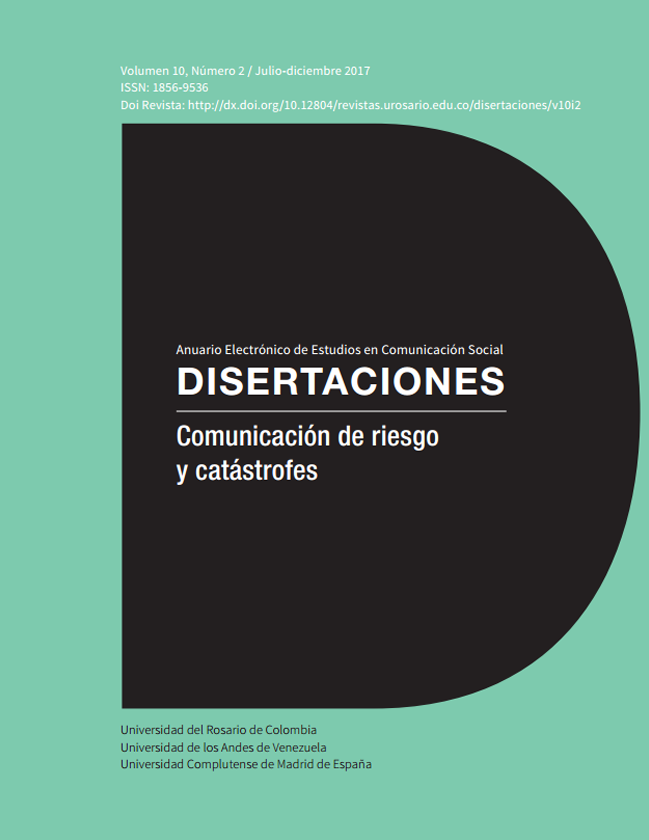 Volumen 10, Número 2 / Julio-diciembre 2017
ISSN: 1856-9536
Doi Revista: http://dx.doi.org/10.12804/revistas.urosario.edu.co/disertaciones/v10i2
Anuario Electrónico de Estudios en Comunicación Social
DISERTACIONES
Comunicación de riesgo
y catástrofes
Universidad del Rosario de Colombia
Universidad de los Andes de Venezuela
Universidad Complutense de Madrid de España